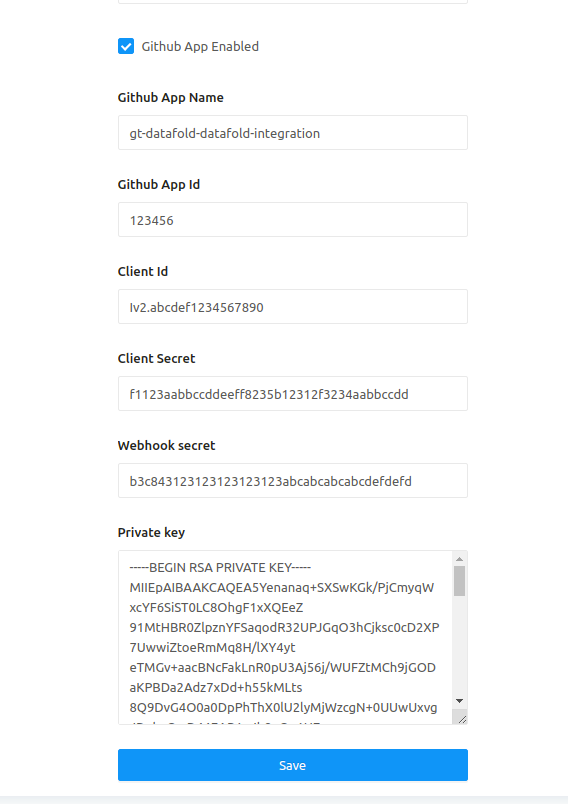 Github App Enabled
Github App Name
gt-datafold-datafold-integration
Github App Id
123456
Client Id
Iv2.abcdef1234567890
Client Secret
f1123aabbccddeeff8235b12312f3234aabbccdd
Webhook secret
b3c843123123123123123abcabcabcabcdefdefd
Private key
-----BEGIN RSA PRIVATE KEY-----
MIIEpAIBAAKCAQEA5Yenanaq+SXSwKGk/PjCmyqW
xcYF6SiST0LC8OhgF1xXQEeZ
91MtHBR0ZlpznYFSaqodR32UPJGqO3hCjksc0cD2XP
7UwwiZtoeRmMq8H/lXY4yt
eTMGv+aacBNcFakLnR0pU3Aj56j/WUFZtMCh9jGOD
aKPBDa2Adz7xDd+h55kMLts
8Q9DvG4O0a0DpPhThX0lU2lyMjWzcgN+0UUwUxvg
Save